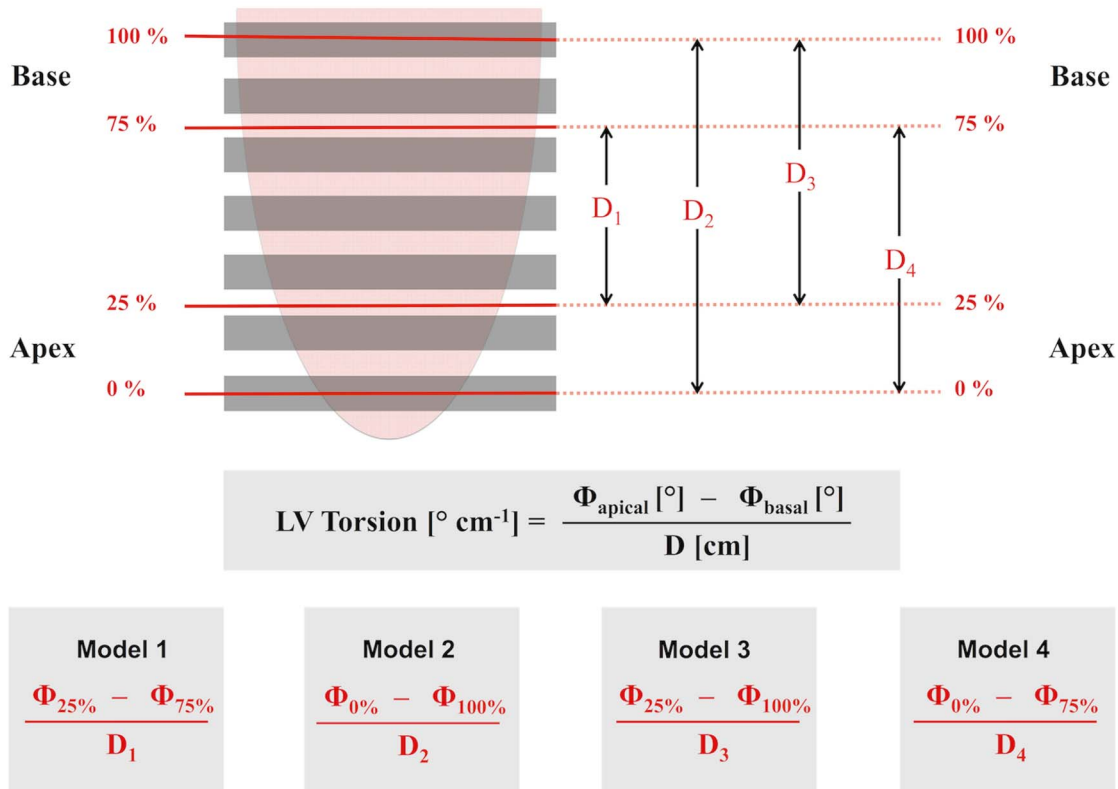 100 % 100 %
Base Base
75 % 75 %
D₃
D₁ D₂
D₄
25 % 25 %
Apex Apex
0 % 0 %
LV Torsion [° cm⁻¹] = Φapical [°] – Φbasal [°]
D [cm]
Model 1
Φ25% – Φ75%
D₁
Model 2
Φ0% – Φ100%
D₂
Model 3
Φ25% – Φ100%
D₃
Model 4
Φ0% – Φ75%
D₄